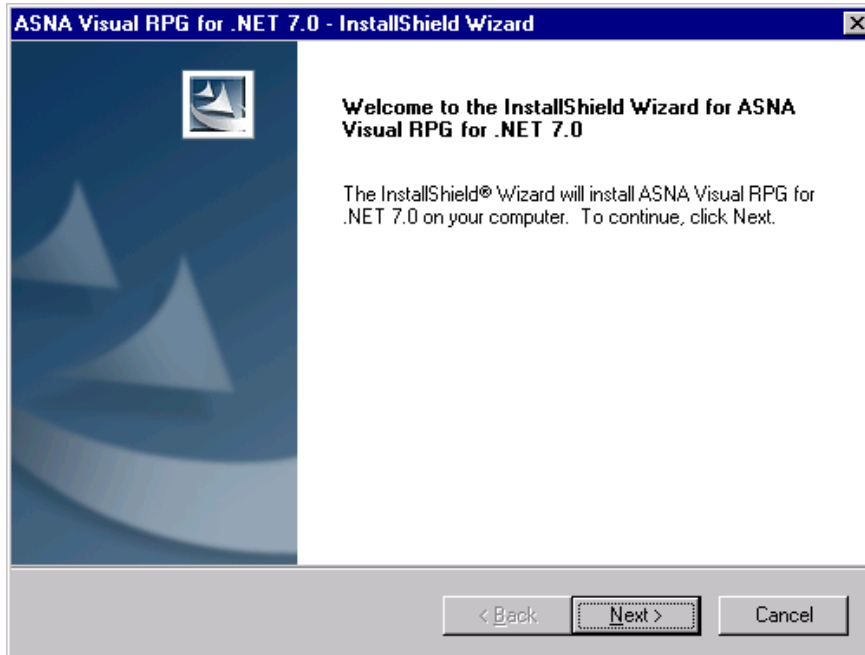 ASNA Visual RPG for .NET 7.0 - InstallShield Wizard
Welcome to the InstallShield Wizard for ASNA
Visual RPG for .NET 7.0
The InstallShield® Wizard will install ASNA Visual RPG for
.NET 7.0 on your computer. To continue, click Next.
< Back Next > Cancel